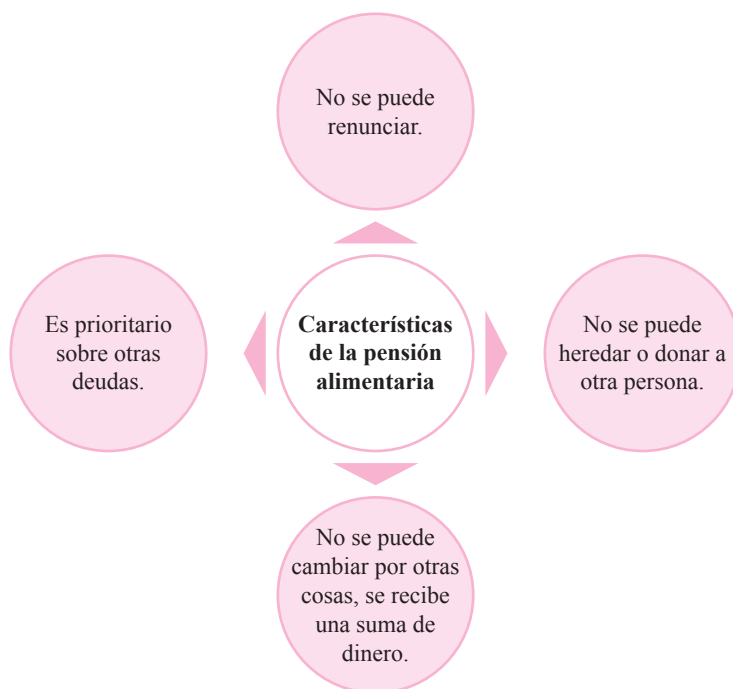 No se puede
renunciar.
Es prioritario
sobre otras
deudas.
Características
de la pensión
alimentaria
No se puede
heredar o donar a
otra persona.
No se puede
cambiar por otras
cosas, se recibe
una suma de
dinero.